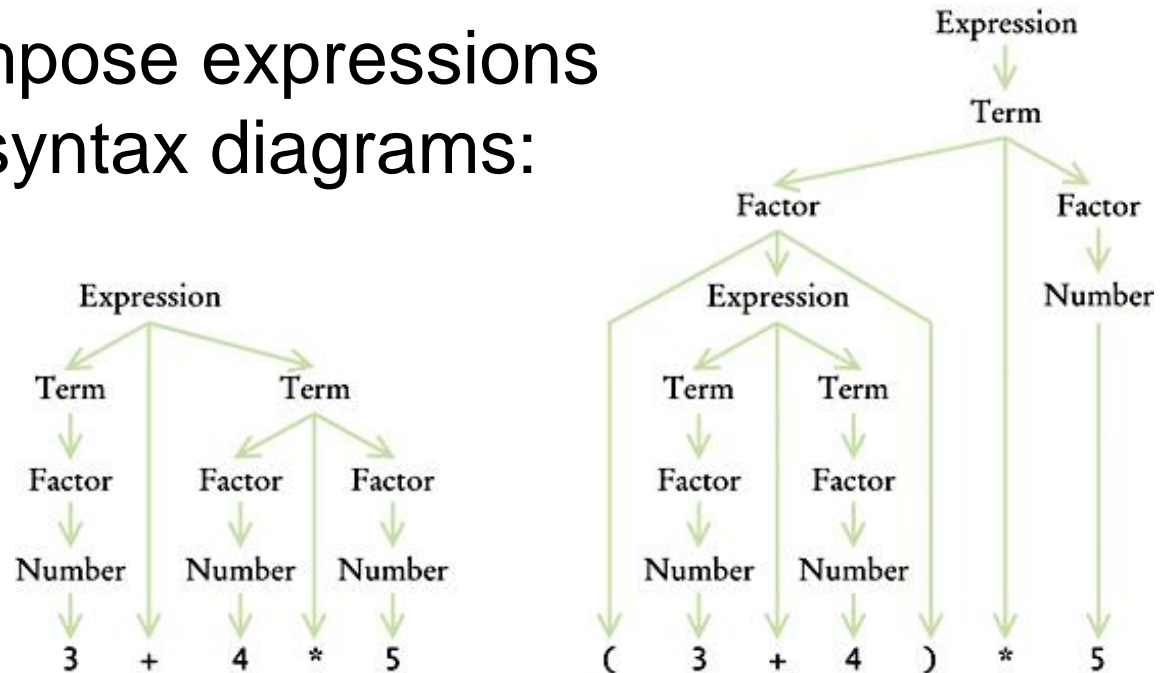 mpose expressions
syntax diagrams:
Expression
Term
Factor Factor
Expression Number
Term Term
Factor Factor
Number Number
( 3 + 4 ) * 5
Expression
Term Term
Factor Factor Factor
Number Number Number
3 + 4 * 5